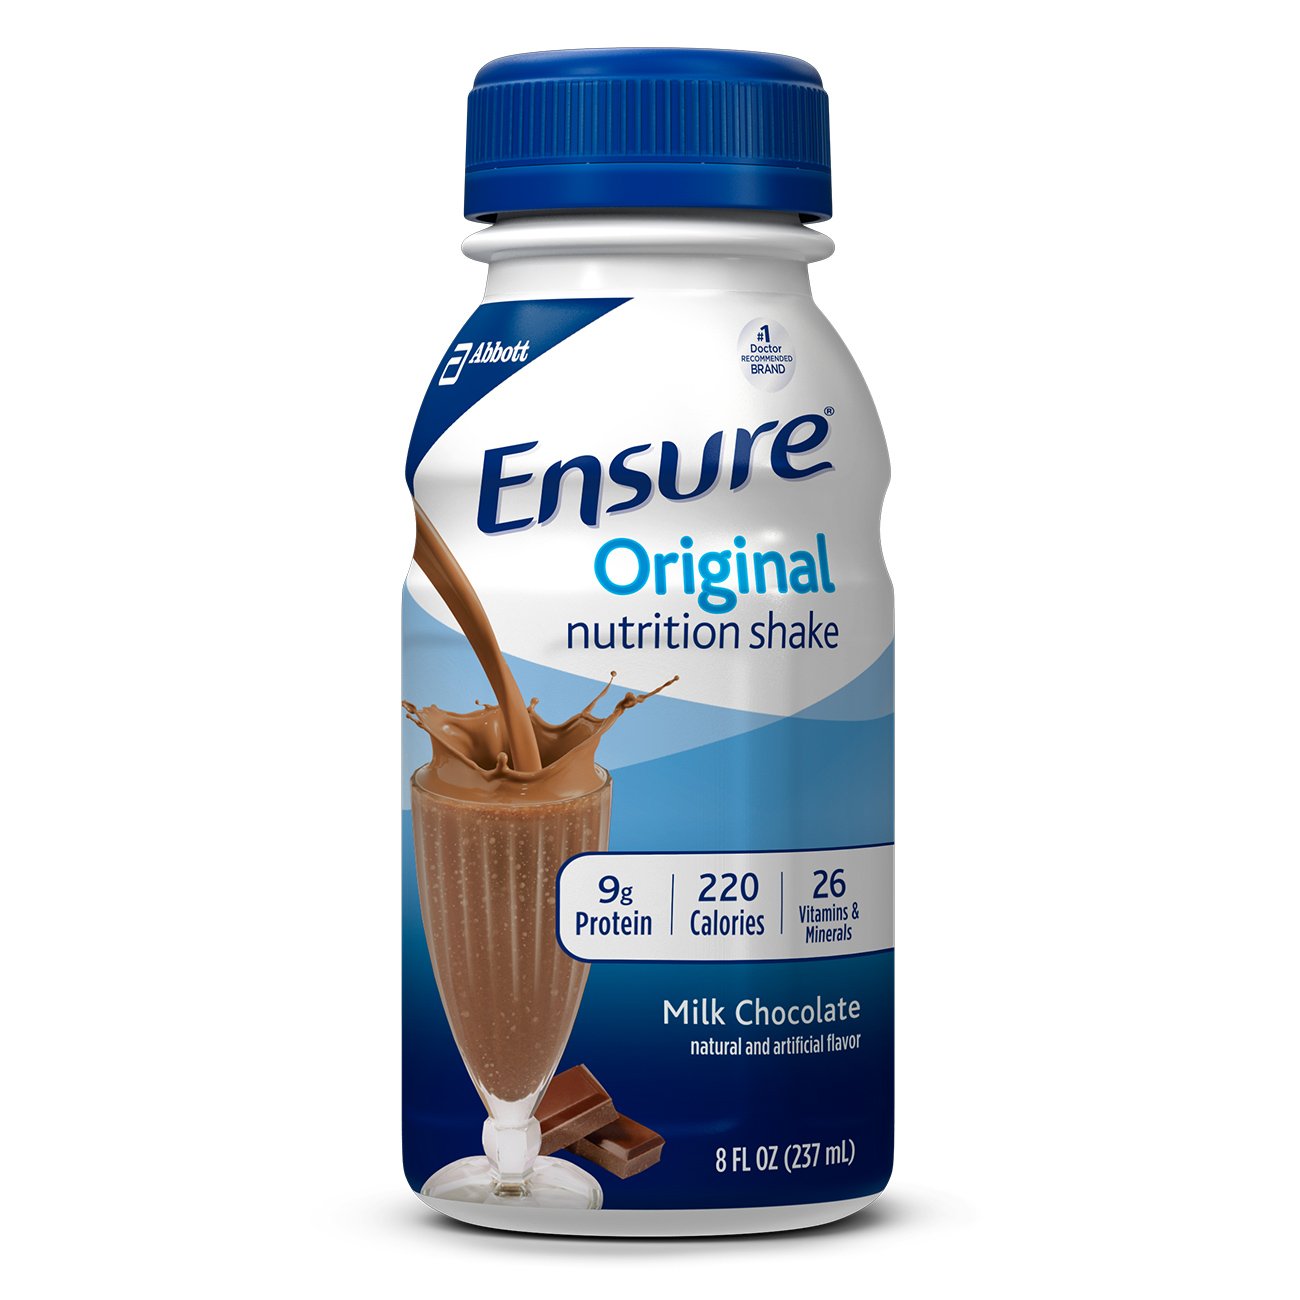 Abbott
#1
Doctor
RECOMMENDED
BRAND
Ensure®
Original
nutrition shake
9g
Protein
220
Calories
26
Vitamins &
Minerals
Milk Chocolate
natural and artificial flavor
8 FL OZ (237 mL)